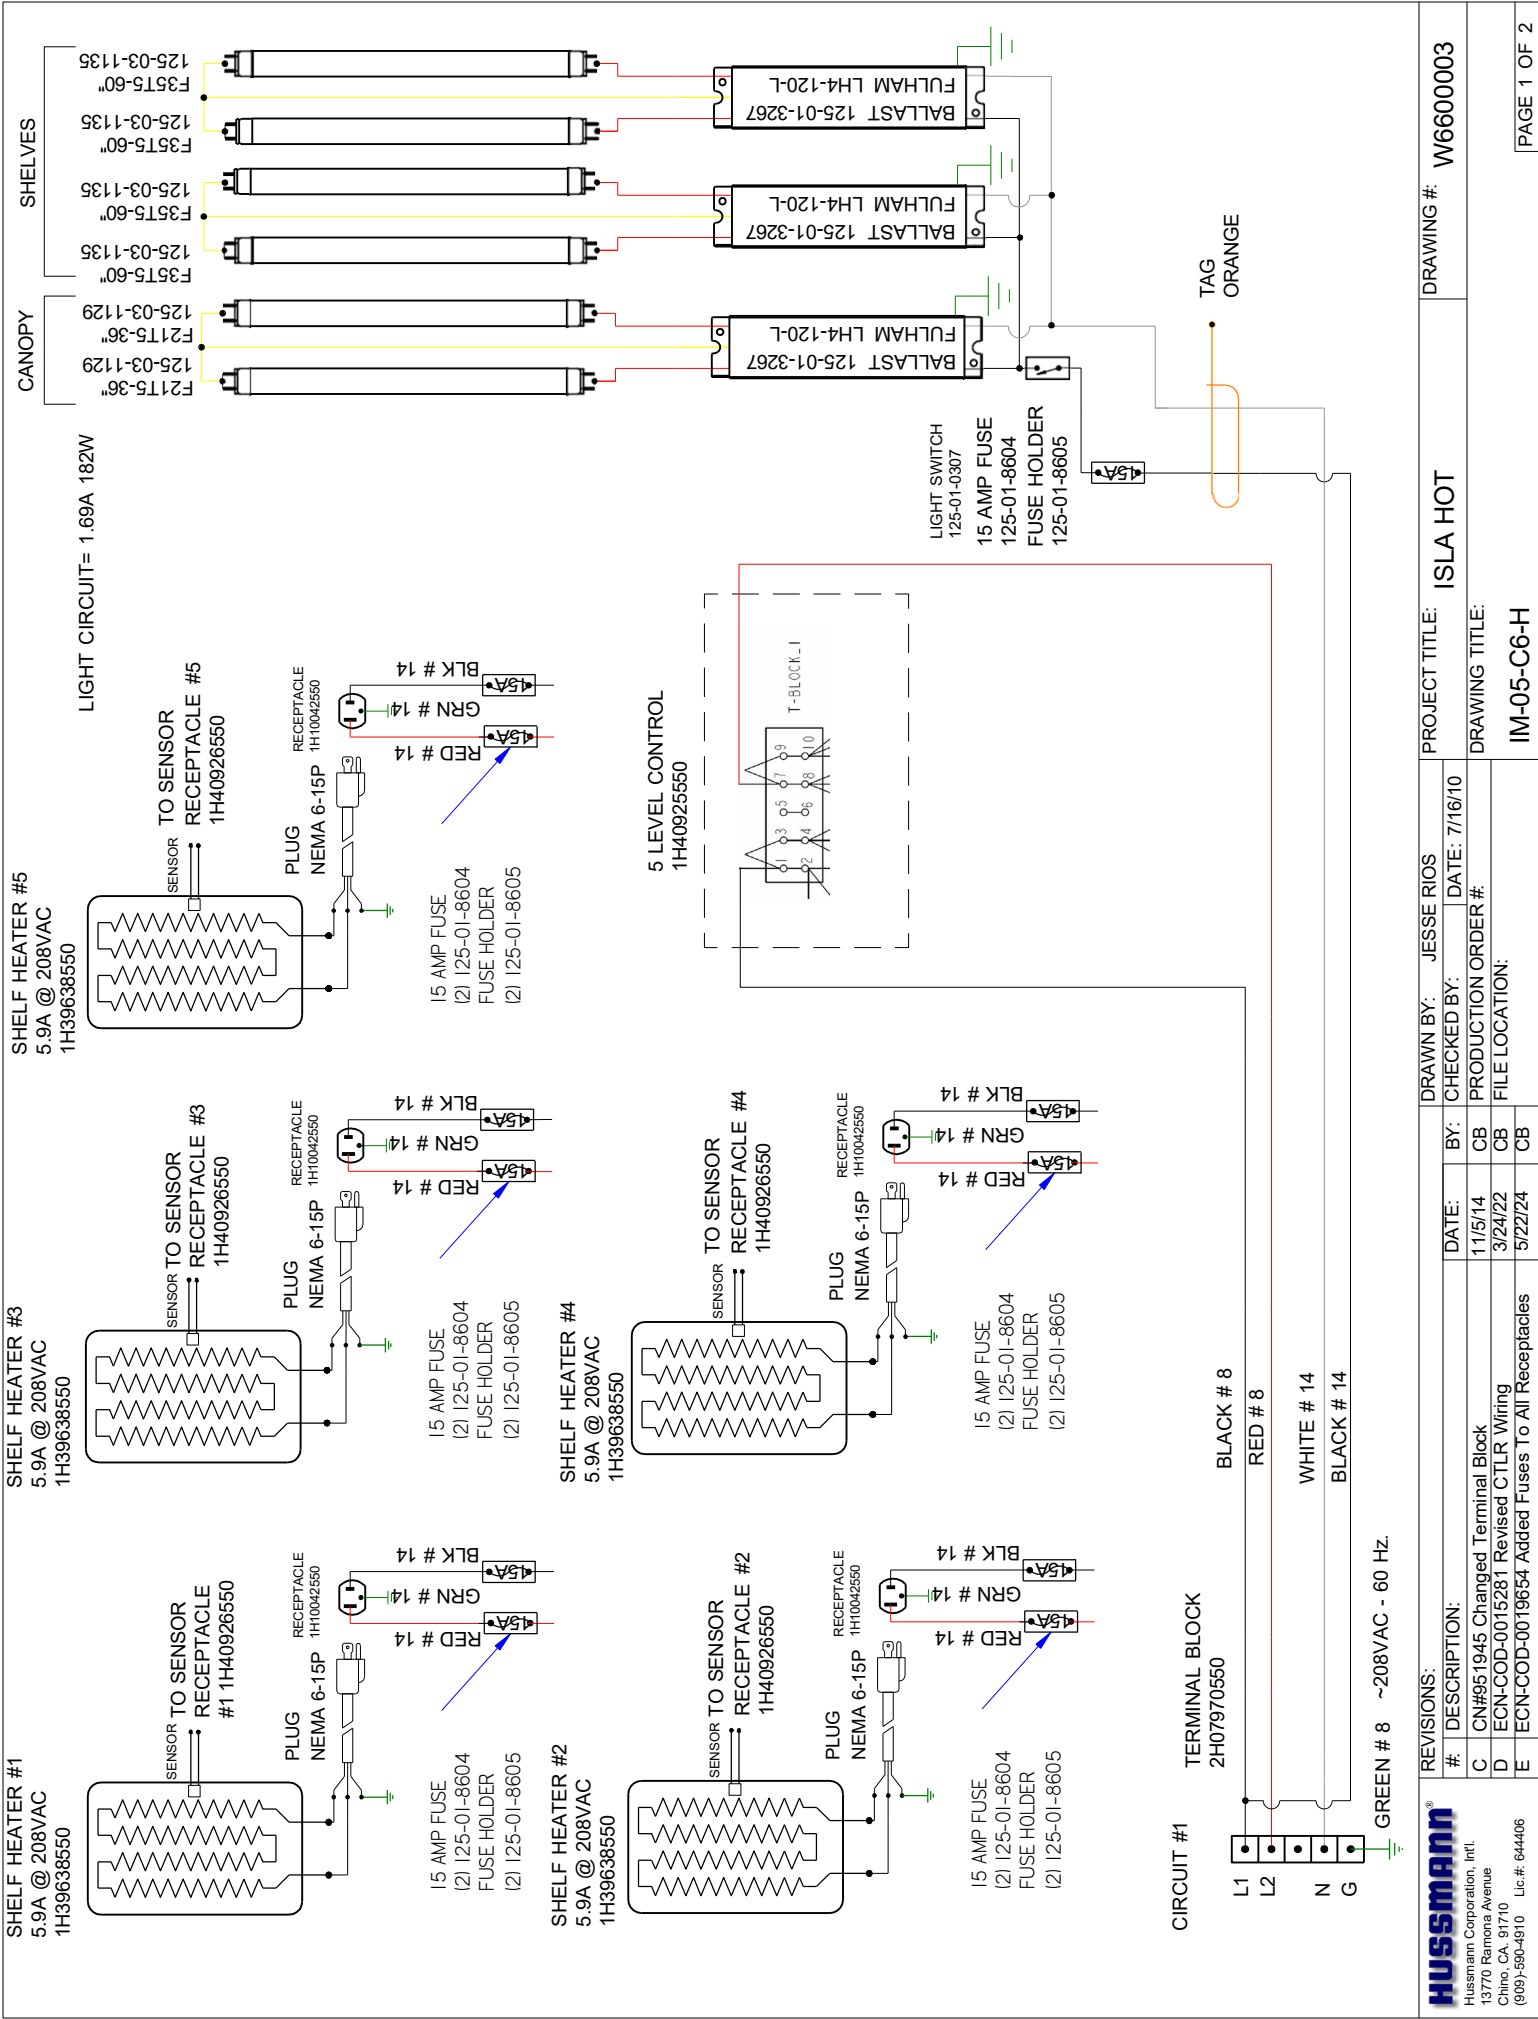 SHELF HEATER #1
5.9A @ 208VAC
1H39638550
SENSOR
TO SENSOR
RECEPTACLE
#1 1H40926550
PLUG
NEMA 6-15P
RECEPTACLE
1H10042550
RED # 14
GRN # 14
BLK # 14
15A
15A
15 AMP FUSE
(2) 125-01-8604
FUSE HOLDER
(2) 125-01-8605
SHELF HEATER #3
5.9A @ 208VAC
1H39638550
SENSOR
TO SENSOR
RECEPTACLE #3
1H40926550
PLUG
NEMA 6-15P
RECEPTACLE
1H10042550
RED # 14
GRN # 14
BLK # 14
15A
15A
15 AMP FUSE
(2) 125-01-8604
FUSE HOLDER
(2) 125-01-8605
SHELF HEATER #5
5.9A @ 208VAC
1H39638550
SENSOR
TO SENSOR
RECEPTACLE #5
1H40926550
PLUG
NEMA 6-15P
RECEPTACLE
1H10042550
RED # 14
GRN # 14
BLK # 14
15A
15A
15 AMP FUSE
(2) 125-01-8604
FUSE HOLDER
(2) 125-01-8605
SHELF HEATER #2
5.9A @ 208VAC
1H39638550
SENSOR
TO SENSOR
RECEPTACLE #2
1H40926550
PLUG
NEMA 6-15P
RECEPTACLE
1H10042550
RED # 14
GRN # 14
BLK # 14
15A
15A
15 AMP FUSE
(2) 125-01-8604
FUSE HOLDER
(2) 125-01-8605
SHELF HEATER #4
5.9A @ 208VAC
1H39638550
SENSOR
TO SENSOR
RECEPTACLE #4
1H40926550
PLUG
NEMA 6-15P
RECEPTACLE
1H10042550
RED # 14
GRN # 14
BLK # 14
15A
15A
15 AMP FUSE
(2) 125-01-8604
FUSE HOLDER
(2) 125-01-8605
LIGHT CIRCUIT= 1.69A 182W
CANOPY
SHELVES
F21T5-36"
125-03-1129
F21T5-36"
125-03-1129
F35T5-60"
125-03-1135
F35T5-60"
125-03-1135
F35T5-60"
125-03-1135
F35T5-60"
125-03-1135
BALLAST 125-01-3267
FULHAM LH4-120-L
BALLAST 125-01-3267
FULHAM LH4-120-L
BALLAST 125-01-3267
FULHAM LH4-120-L
5 LEVEL CONTROL
1H40925550
T-BLOCK_1
1 3 5 7 9
2 4 6 8 10
LIGHT SWITCH
125-01-0307
15 AMP FUSE
125-01-8604
FUSE HOLDER
125-01-8605
15A
TAG
ORANGE
CIRCUIT #1
TERMINAL BLOCK
2H07970550
L1
L2
N
G
BLACK # 8
RED # 8
WHITE # 14
BLACK # 14
GREEN # 8 ~208VAC - 60 Hz.
HUSSMANN®
Hussmann Corporation, Int'l.
13770 Ramona Avenue
Chino, CA. 91710
(909)-590-4910 Lic.#: 644406
REVISIONS:
#: DESCRIPTION: DATE: BY:
C CN#951945 Changed Terminal Block 11/5/14 CB
D ECN-COD-0015281 Revised CTLR Wiring 3/24/22 CB
E ECN-COD-0019654 Added Fuses To All Receptacles 5/22/24 CB
DRAWN BY: JESSE RIOS
CHECKED BY: DATE: 7/16/10
PRODUCTION ORDER #:
FILE LOCATION:
PROJECT TITLE:
ISLA HOT
DRAWING TITLE:
IM-05-C6-H
DRAWING #:
W6600003
PAGE 1 OF 2